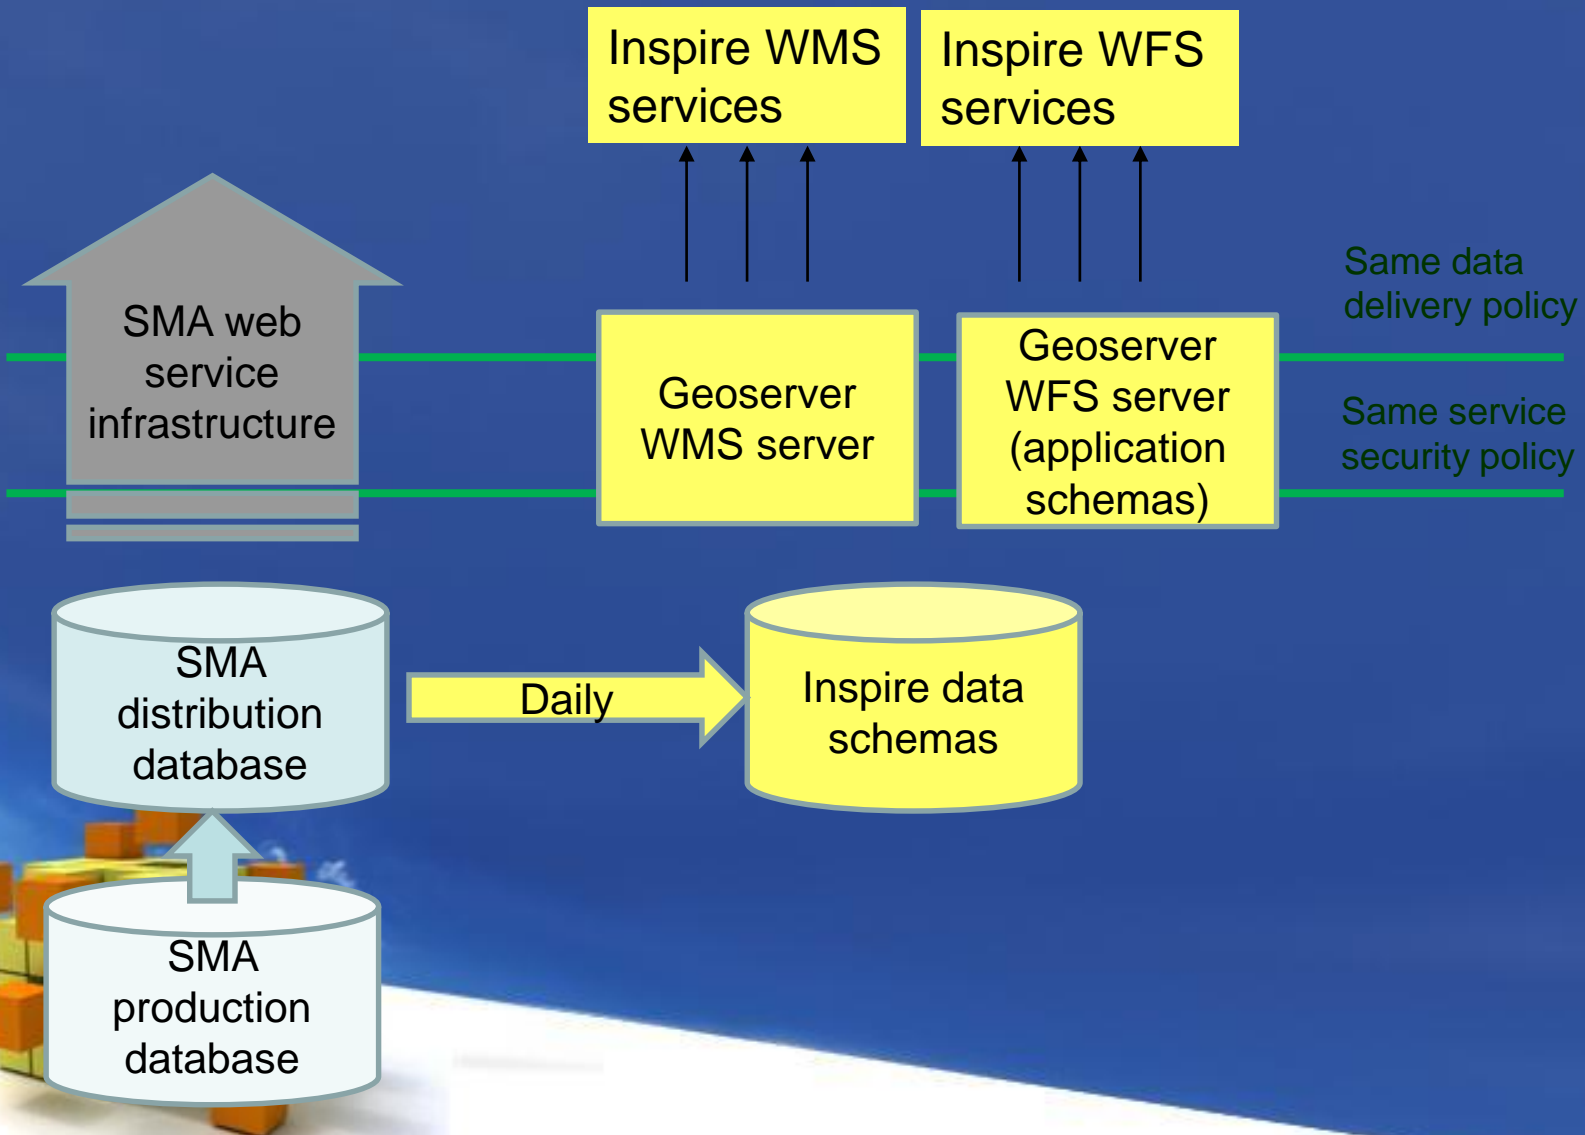 Inspire WMS
services
Inspire WFS
services
Same data
delivery policy
SMA web
service
infrastructure
Geoserver
WMS server
Geoserver
WFS server
(application
schemas)
Same service
security policy
SMA
distribution
database
Daily
Inspire data
schemas
SMA
production
database